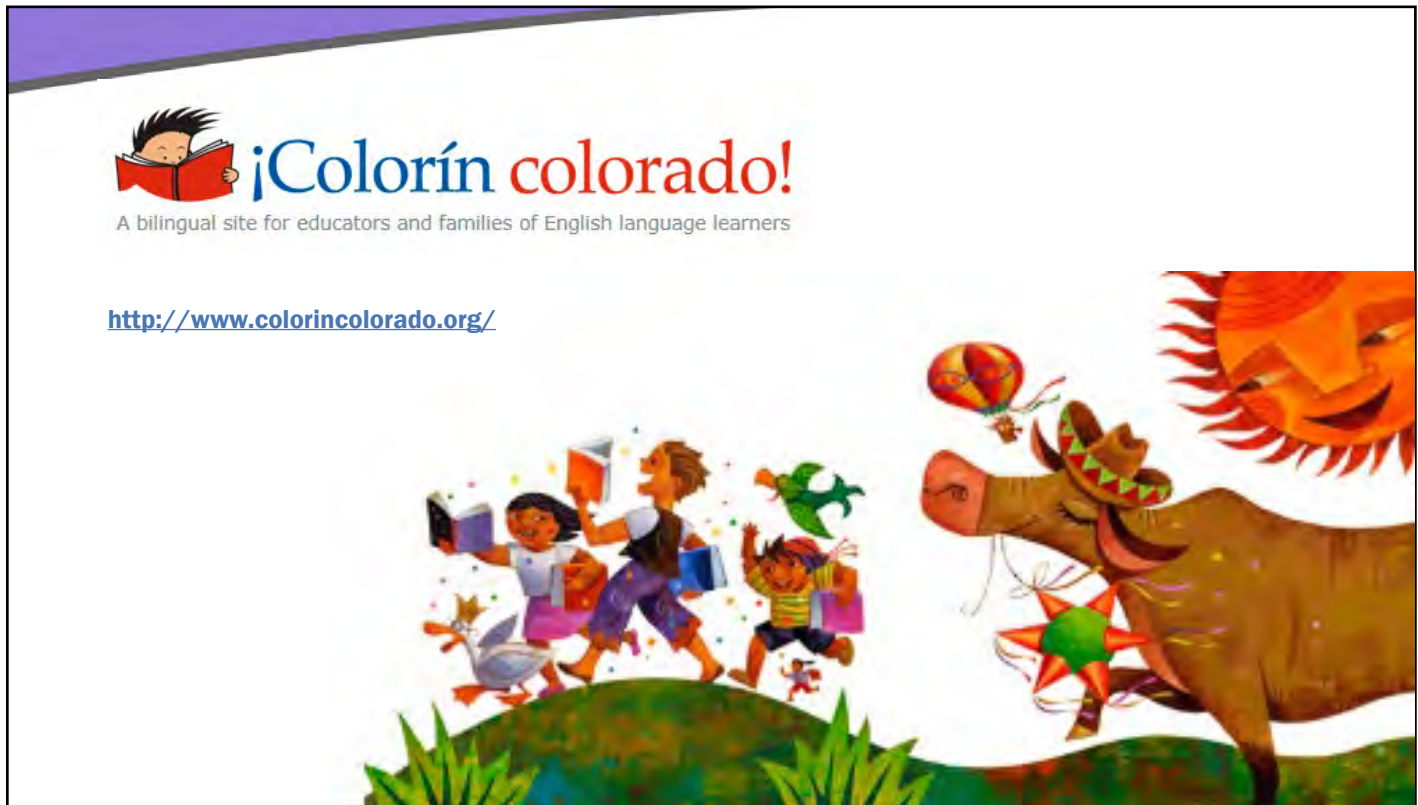 ¡Colorín colorado!
A bilingual site for educators and families of English language learners
http://www.colorincolorado.org/